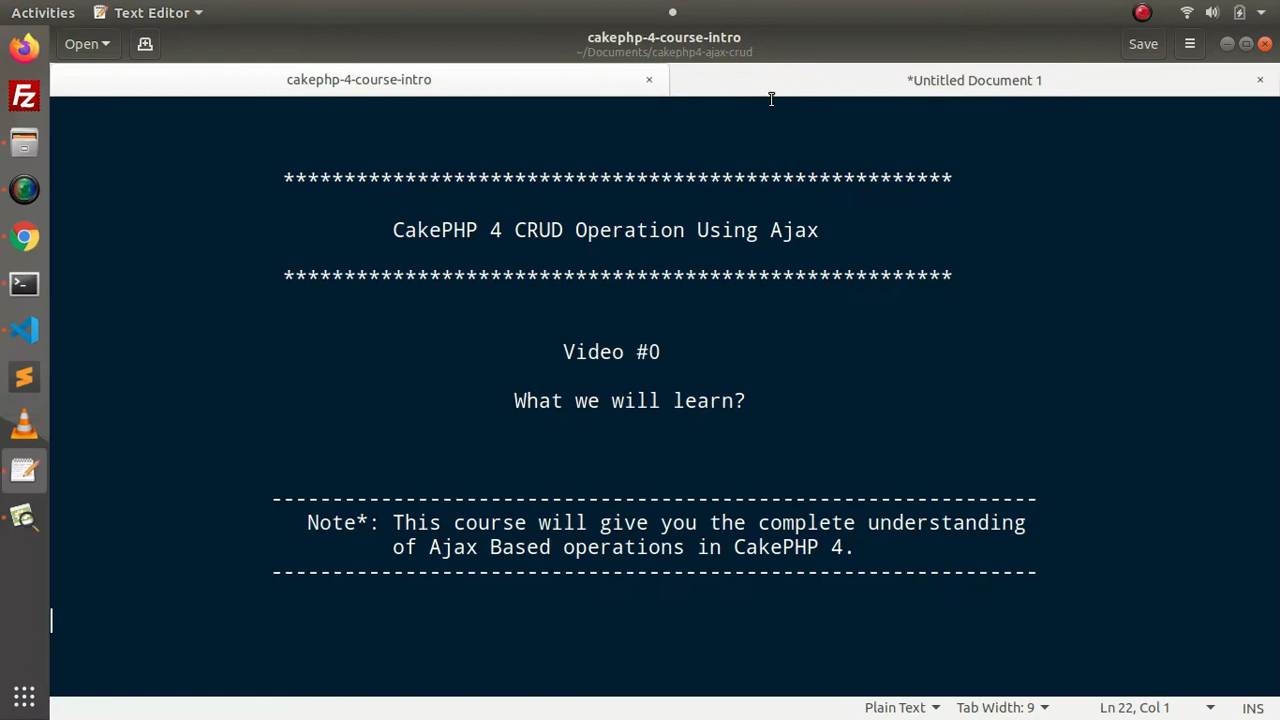 Activities Text Editor
Open cakephp-4-course-intro Save
~/Documents/cakephp4-ajax-crud
cakephp-4-course-intro × *Untitled Document 1 ×
*******************************************************
CakePHP 4 CRUD Operation Using Ajax
*******************************************************
Video #0
What we will learn?
---------------------------------------------------------------
Note*: This course will give you the complete understanding
of Ajax Based operations in CakePHP 4.
---------------------------------------------------------------
Plain Text Tab Width: 9 Ln 22, Col 1 INS